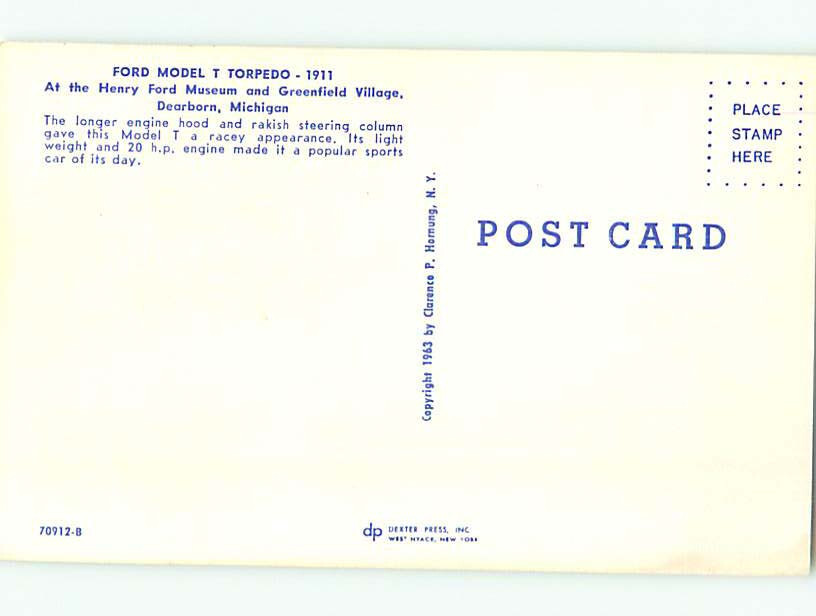 FORD MODEL T TORPEDO - 1911
At the Henry Ford Museum and Greenfield Village,
Dearborn, Michigan
The longer engine hood and rakish steering column
gave this Model T a racey appearance. Its light
weight and 20 h.p. engine made it a popular sports
car of its day.
Copyright 1963 by Clarence P. Hornung, N. Y.
PLACE
STAMP
HERE
POST CARD
70912-B
dp DEXTER PRESS, INC
WEST NYACK, NEW YORK